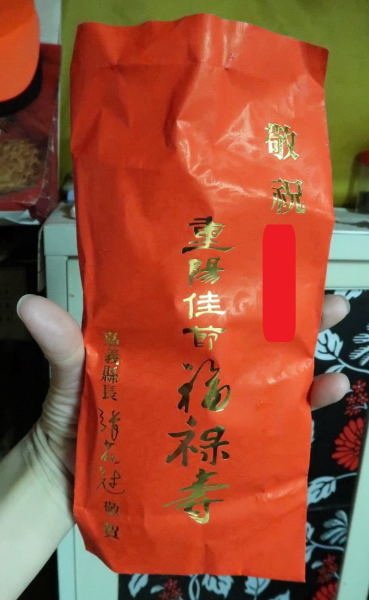 敬祝
重陽佳節
福祿壽
嘉義縣長 張花冠 敬賀